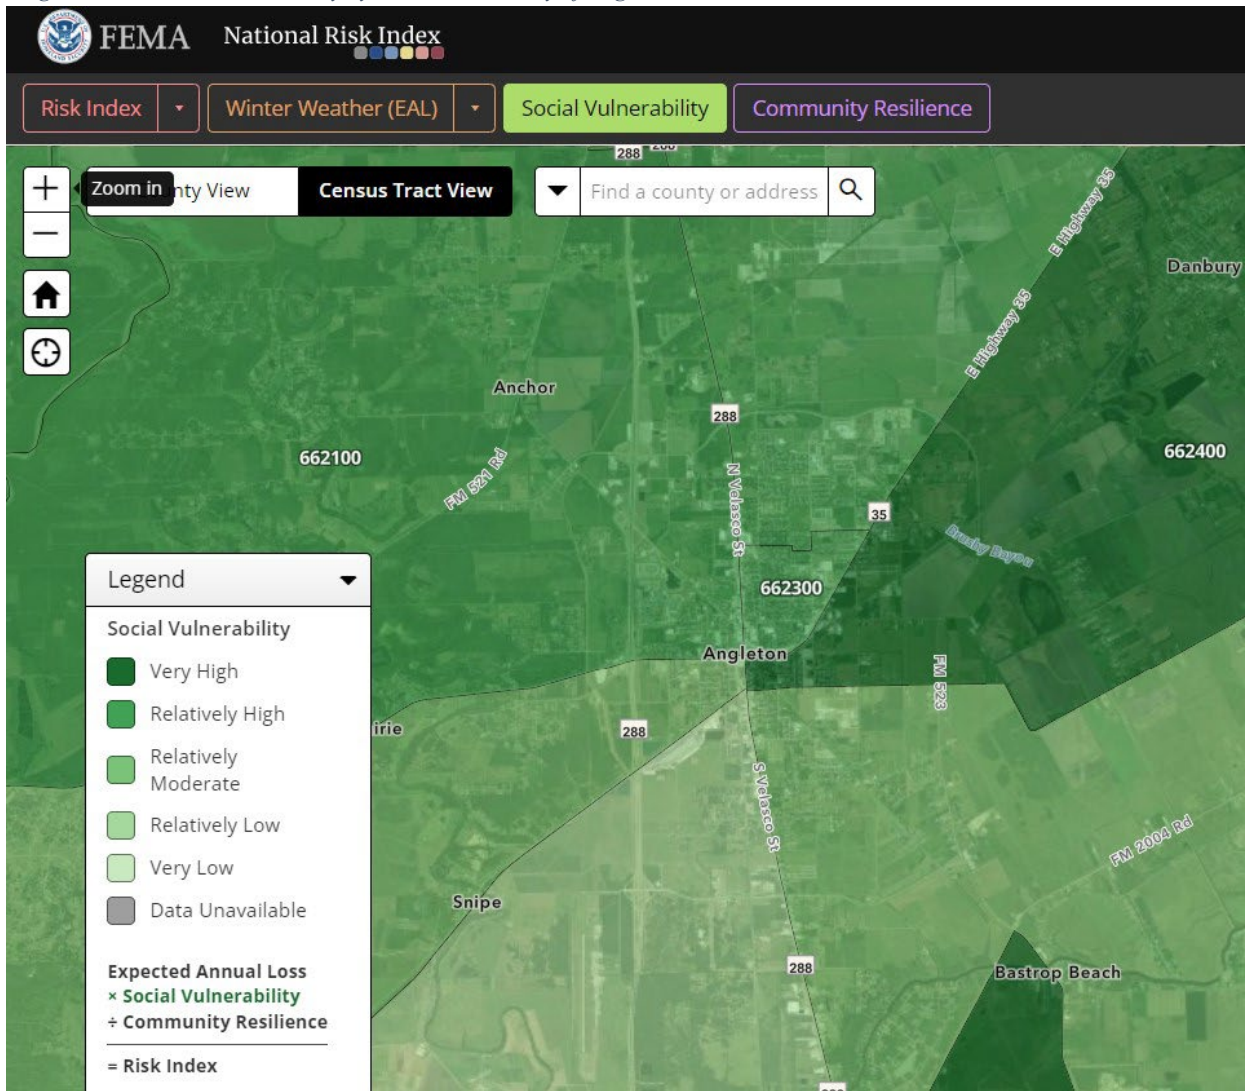 FEMA National Risk Index
Risk Index Winter Weather (EAL) Social Vulnerability Community Resilience
288
Zoom in nty View Census Tract View Find a county or address
E Highway 35
Danbury
E Highway 35
Anchor
288
662100
662400
FM 521 Rd
N Velasco St
35
Brushy Bayou
662300
Angleton
FM 523
irie
288
S Velasco St
FM 2004 Rd
Snipe
288
Bastrop Beach
Legend
Social Vulnerability
Very High
Relatively High
Relatively
Moderate
Relatively Low
Very Low
Data Unavailable
Expected Annual Loss
× Social Vulnerability
÷ Community Resilience
= Risk Index